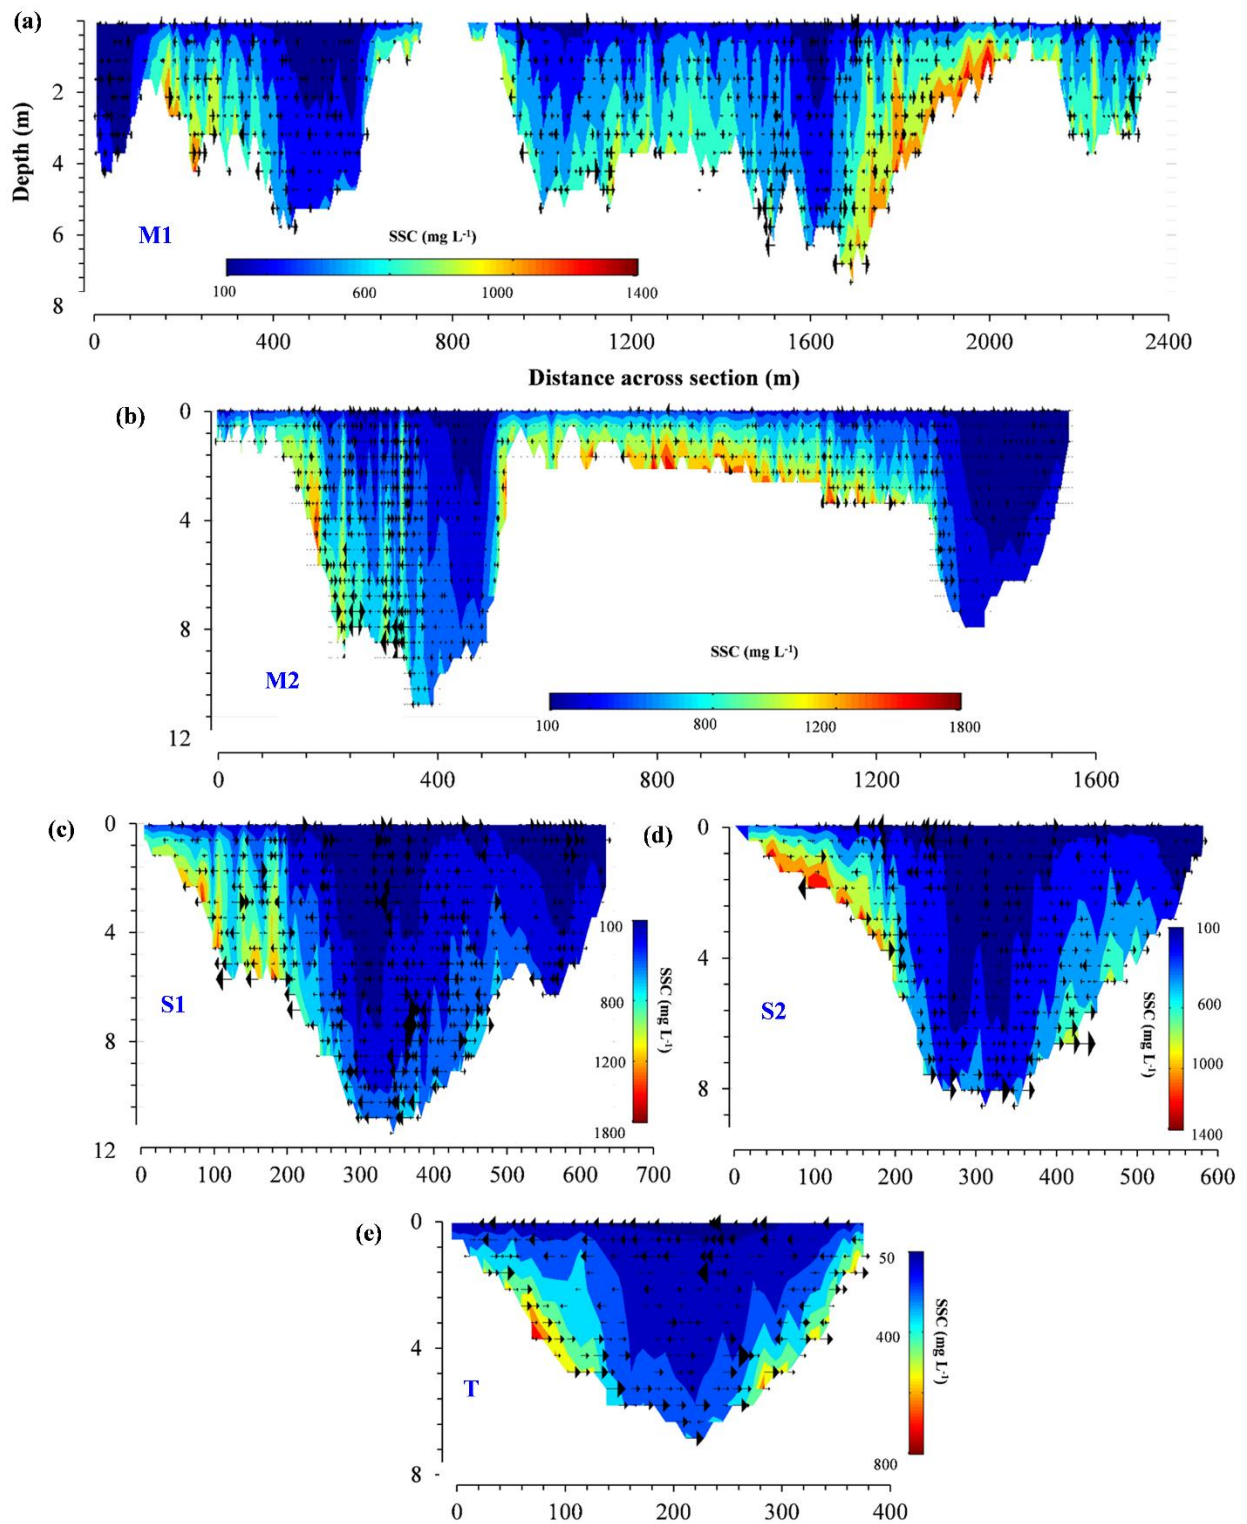 (a)
Depth (m)
2
4
6
8
M1
SSC (mg L⁻¹)
100 600 1000 1400
0 400 800 1200 1600 2000 2400
Distance across section (m)
(b)
0
4
8
12
M2
SSC (mg L⁻¹)
100 800 1200 1800
0 400 800 1200 1600
(c)
0
4
8
12
S1
100
800
1200
1800
SSC (mg L⁻¹)
0 100 200 300 400 500 600 700
(d)
0
4
8
S2
100
600
1000
1400
SSC (mg L⁻¹)
0 100 200 300 400 500 600
(e)
0
4
8
T
50
400
800
SSC (mg L⁻¹)
0 100 200 300 400